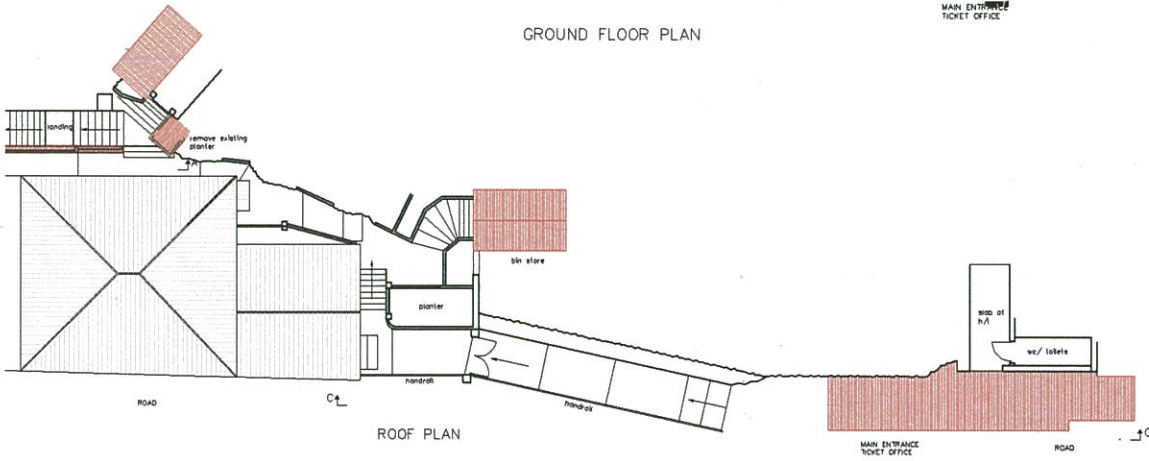 MAIN ENTRANCE
TICKET OFFICE
GROUND FLOOR PLAN
landing
remove existing
planter
A
bin store
planter
slab at
h/l
wc/ toilets
handrail
handrail
ROAD
C
ROOF PLAN
MAIN ENTRANCE
TICKET OFFICE
ROAD
C